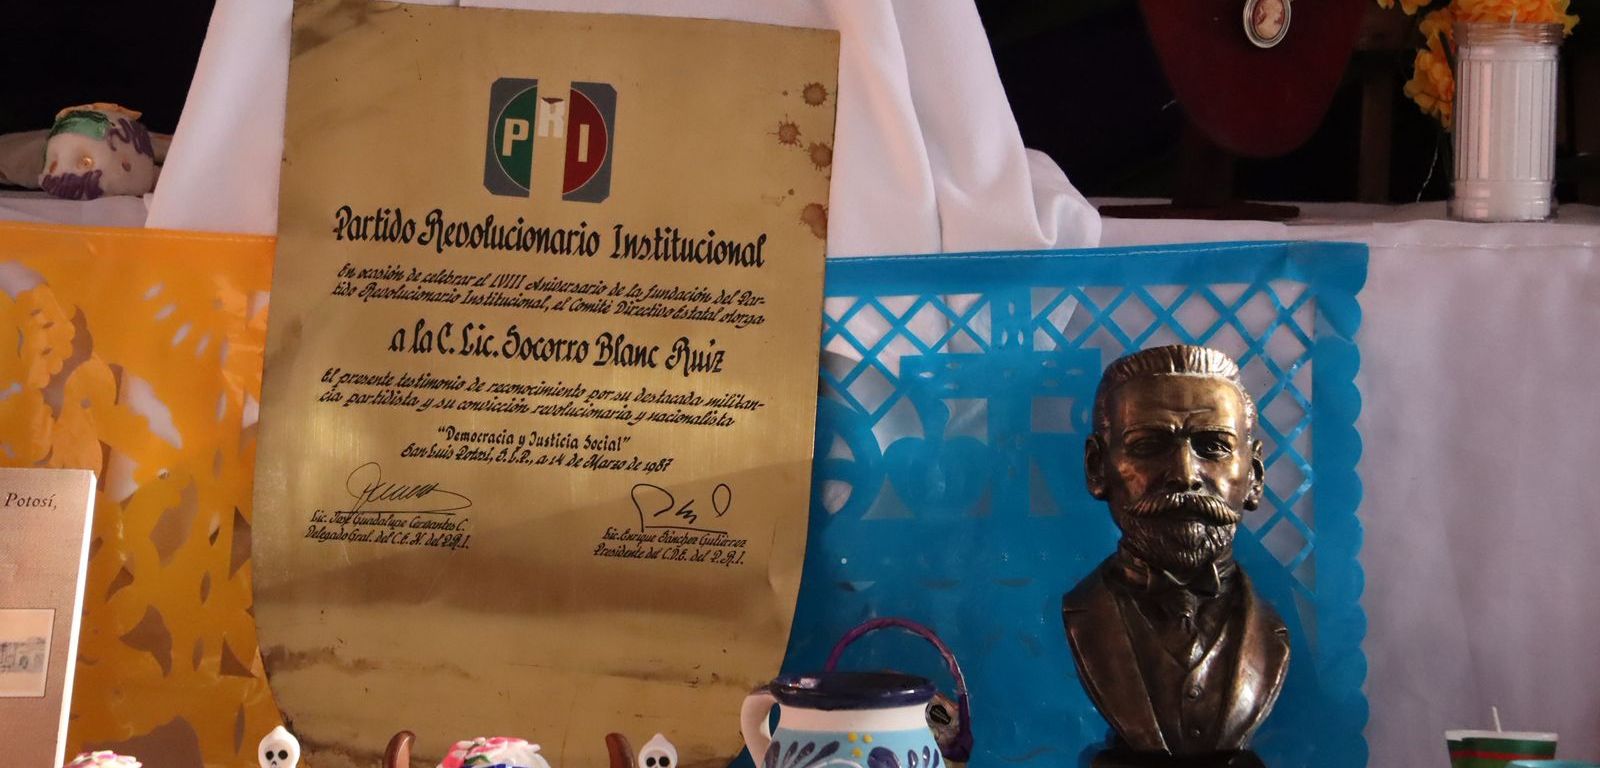 PRI
Partido Revolucionario Institucional
En ocasión de celebrar el LVIII Aniversario de la fundación del Par-
tido Revolucionario Institucional, el Comité Directivo Estatal otorga
a la C. Lic. Socorro Blanc Ruiz
El presente testimonio de reconocimiento por su destacada militan-
cia partidista y su convicción revolucionaria y nacionalista
"Democracia y Justicia Social"
San Luis Potosí, S.L.P., a 14 de Marzo de 1987
Lic. José Guadalupe Cervantes C.
Delegado Gral. del C.E.N. del P.R.I.
Lic. Enrique Sánchez Gutiérrez
Presidente del C.D.E. del P.R.I.
Potosí,